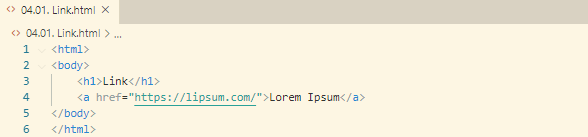 04.01. Link.html
04.01. Link.html > ...
1 <html>
2 <body>
3 <h1>Link</h1>
4 <a href="https://lipsum.com/">Lorem Ipsum</a>
5 </body>
6 </html>